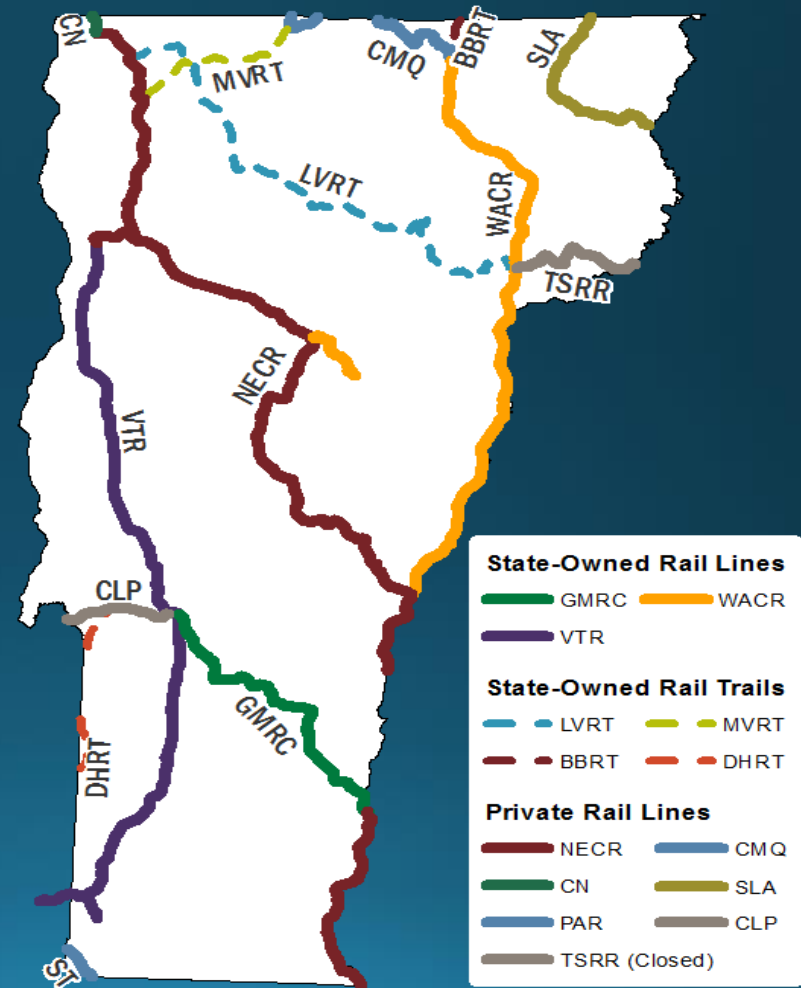 CN
MVRT
CMQ
BBRT
SLA
LVRT
WACR
TSRR
NECR
VTR
CLP
GMRC
DHRT
ST
State-Owned Rail Lines
GMRC WACR
VTR
State-Owned Rail Trails
LVRT MVRT
BBRT DHRT
Private Rail Lines
NECR CMQ
CN SLA
PAR CLP
TSRR (Closed)